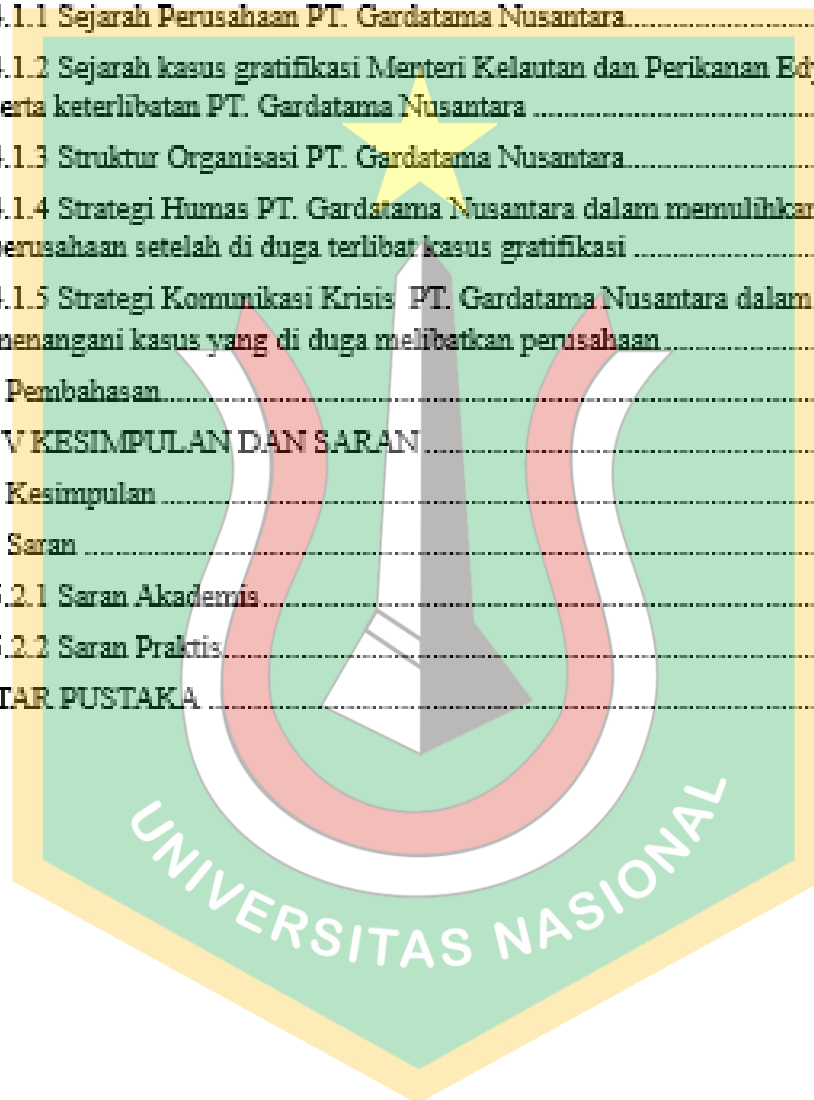 .1.1 Sejarah Perusahaan PT. Gardatama Nusantara....................
4.1.2 Sejarah kasus gratifikasi Menteri Kelautan dan Perikanan Edy
erta keterlibatan PT. Gardatama Nusantara ....................
4.1.3 Struktur Organisasi PT. Gardatama Nusantara....................
4.1.4 Strategi Humas PT. Gardatama Nusantara dalam memulihkan
perusahaan setelah di duga terlibat kasus gratifikasi ....................
4.1.5 Strategi Komunikasi Krisis PT. Gardatama Nusantara dalam
menangani kasus yang di duga melibatkan perusahaan....................
Pembahasan....................
V KESIMPULAN DAN SARAN....................
Kesimpulan....................
Saran ....................
5.2.1 Saran Akademis....................
5.2.2 Saran Praktis....................
TAR PUSTAKA ....................
UNIVERSITAS NASIONAL